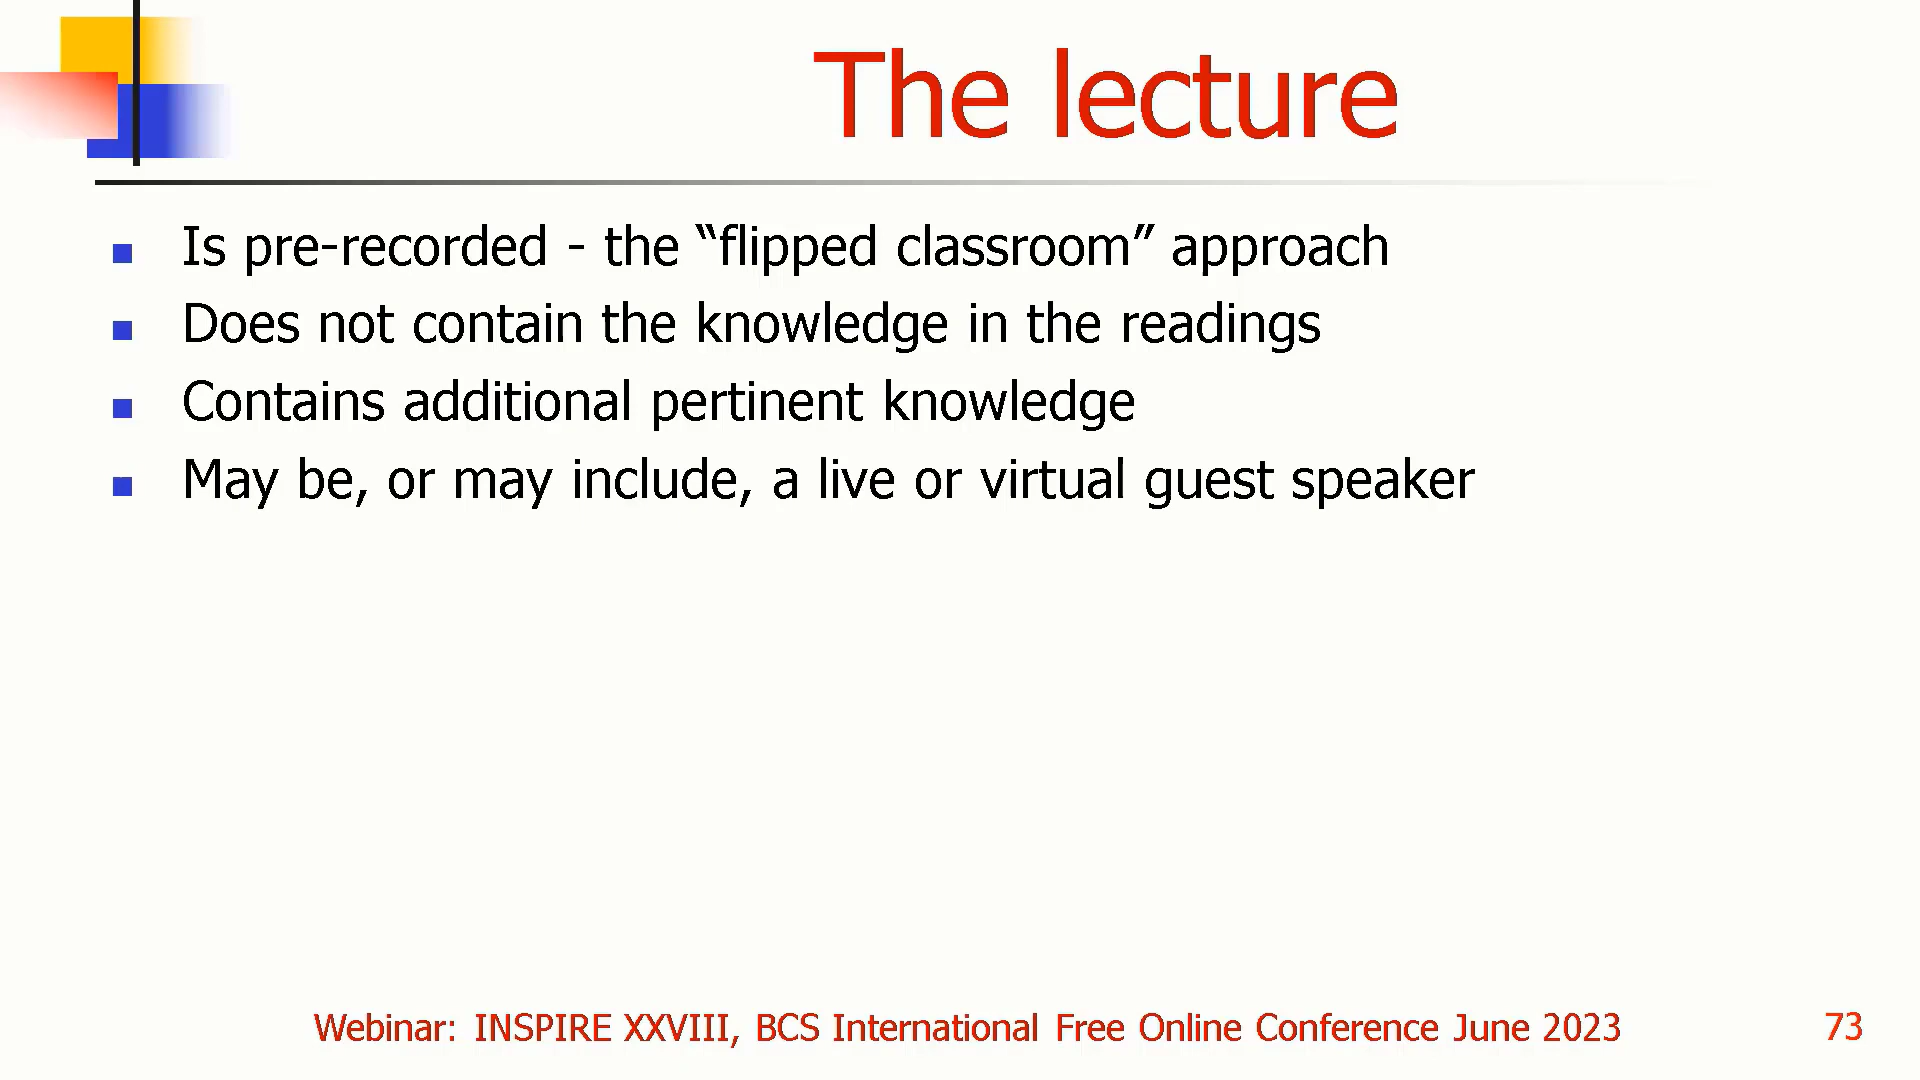 The lecture
Is pre-recorded - the “flipped classroom” approach
Does not contain the knowledge in the readings
Contains additional pertinent knowledge
May be, or may include, a live or virtual guest speaker
Webinar: INSPIRE XXVIII, BCS International Free Online Conference June 2023
73